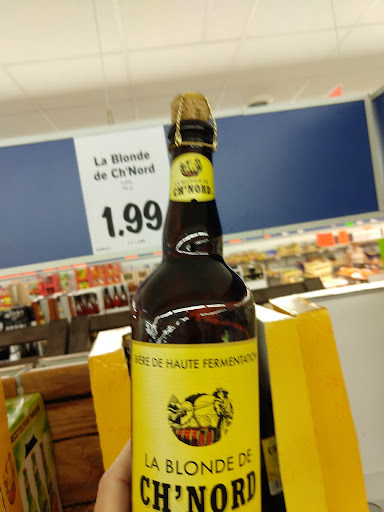 La Blonde
de Ch'Nord
1.99
LA BLONDE DE
CH'NORD
BIÈRE DE HAUTE FERMENTATION
LA BLONDE DE
CH'NORD